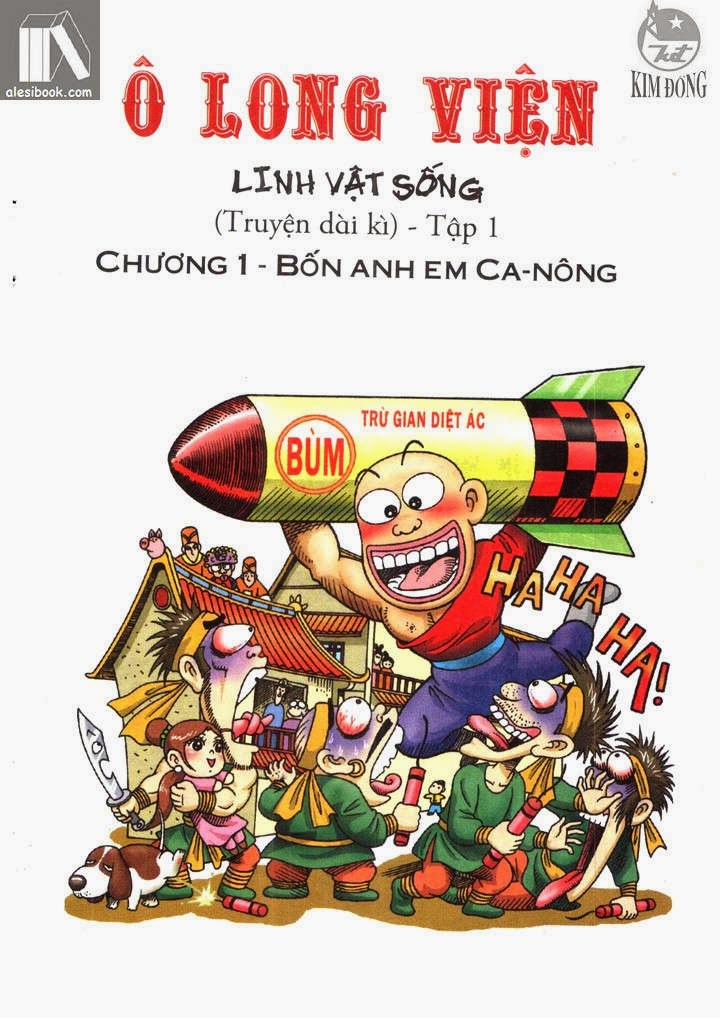 alesibook.com
KIM ĐỒNG
Ô LONG VIỆN
LINH VẬT SỐNG
(Truyện dài kì) - Tập 1
CHƯƠNG 1 - BỐN ANH EM CA-NÔNG
TRỪ GIAN DIỆT ÁC
BÙM
HA HA HA!